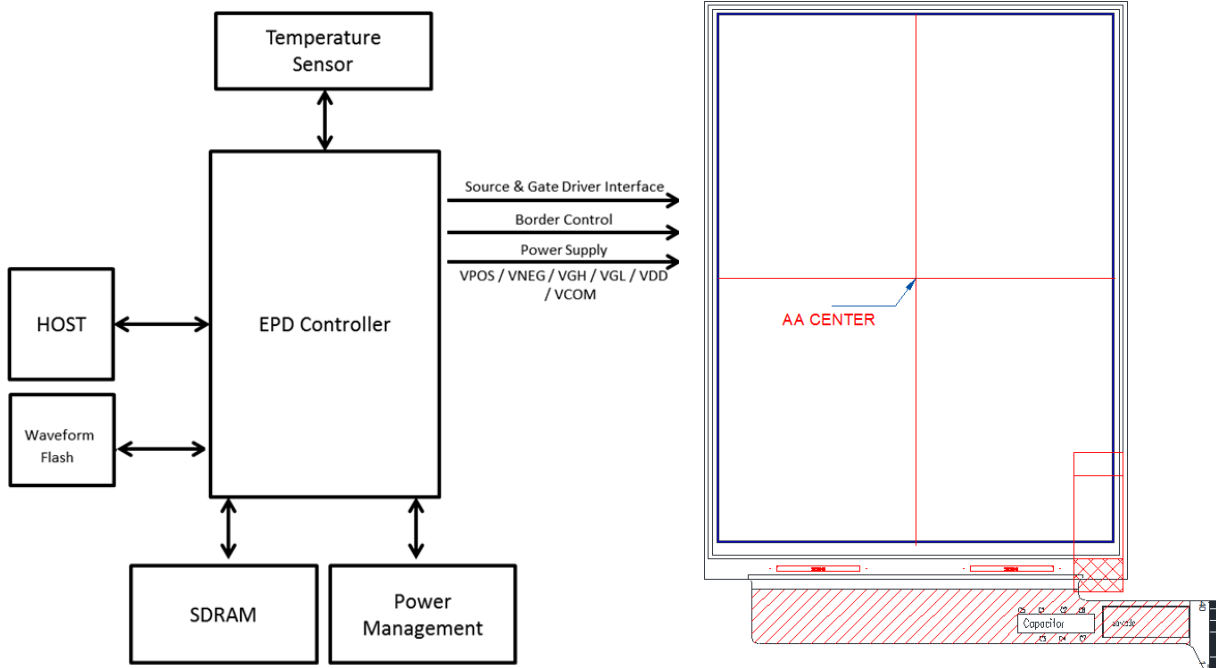 Temperature
Sensor
Source & Gate Driver Interface
Border Control
Power Supply
VPOS / VNEG / VGH / VGL / VDD
/ VCOM
HOST
EPD Controller
AA CENTER
Waveform
Flash
SDRAM
Power
Management
Capacitor